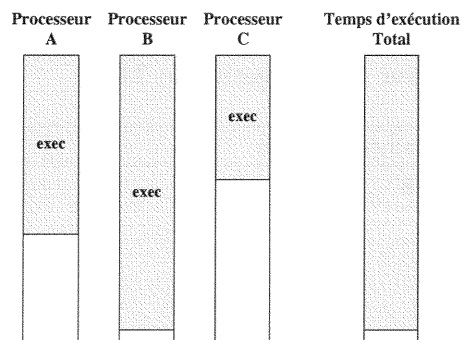 Processeur A
Processeur B
Processeur C
Temps d'exécution Total
exec
exec
exec